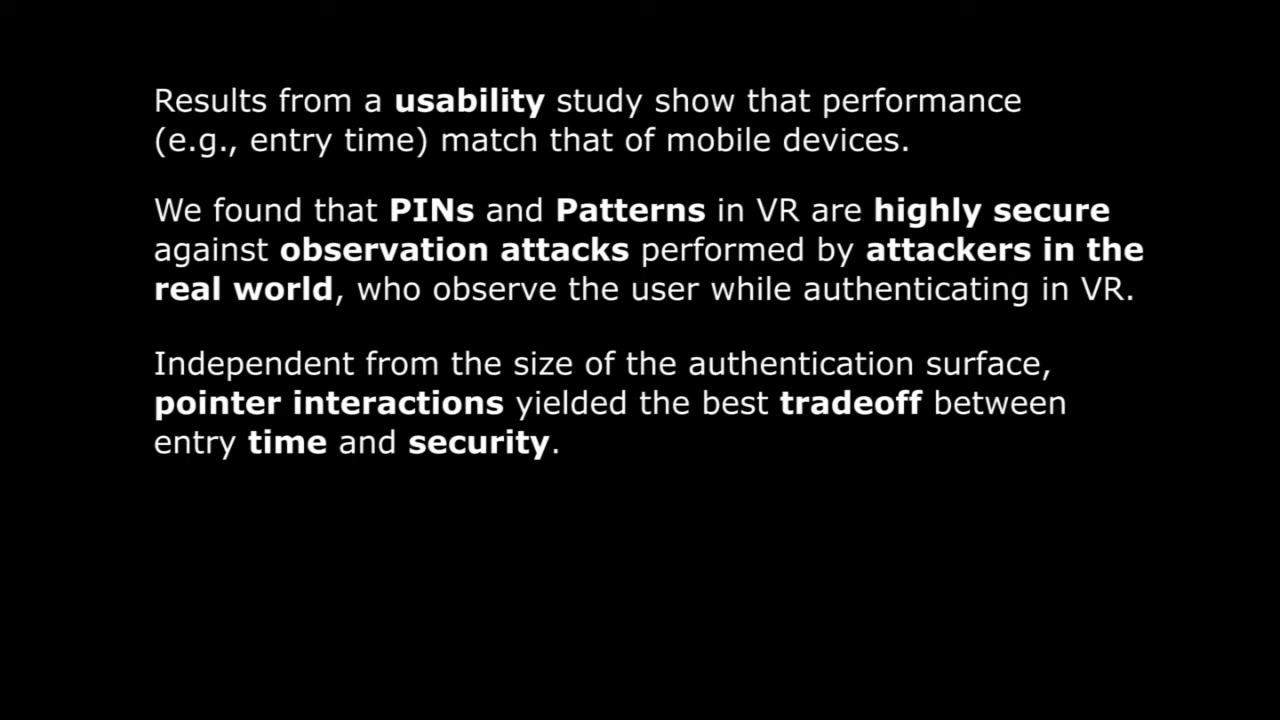 Results from a usability study show that performance
(e.g., entry time) match that of mobile devices.
We found that PINs and Patterns in VR are highly secure
against observation attacks performed by attackers in the
real world, who observe the user while authenticating in VR.
Independent from the size of the authentication surface,
pointer interactions yielded the best tradeoff between
entry time and security.